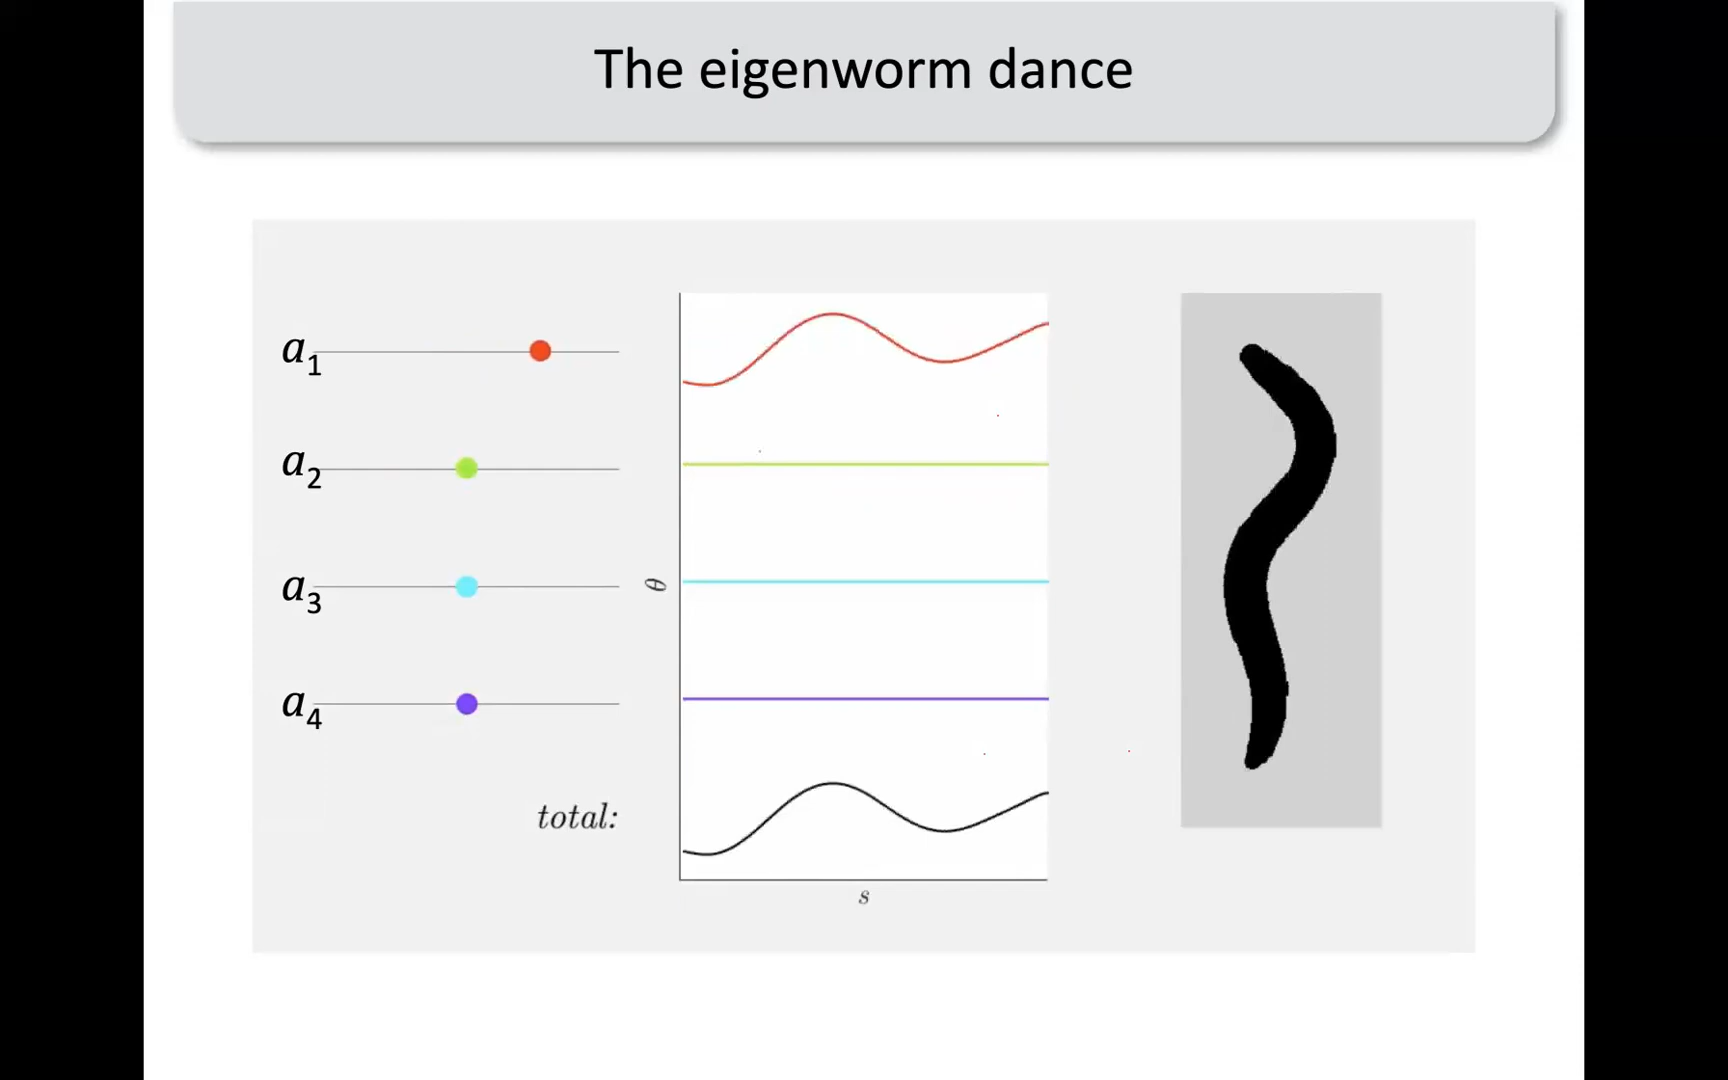 The eigenworm dance
a1
a2
a3
a4
total:
θ
s